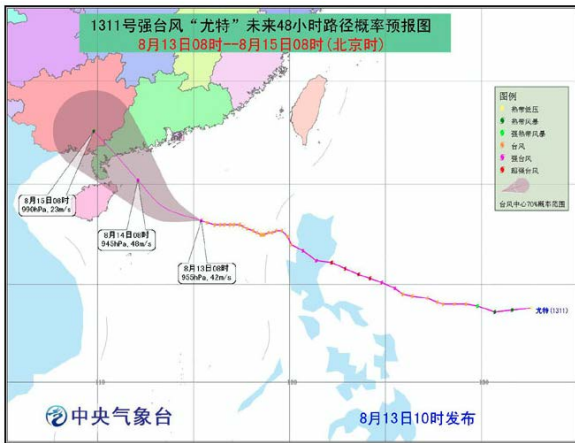 1311号强台风“尤特”未来48小时路径概率预报图
8月13日08时--8月15日08时(北京时)
图例
热带低压
热带风暴
强热带风暴
台风
强台风
超强台风
台风中心70%概率范围
8月15日08时
990hPa,23m/s
8月14日08时
945hPa,48m/s
8月13日08时
955hPa,42m/s
尤特(1311)
110
中央气象台
8月13日10时发布